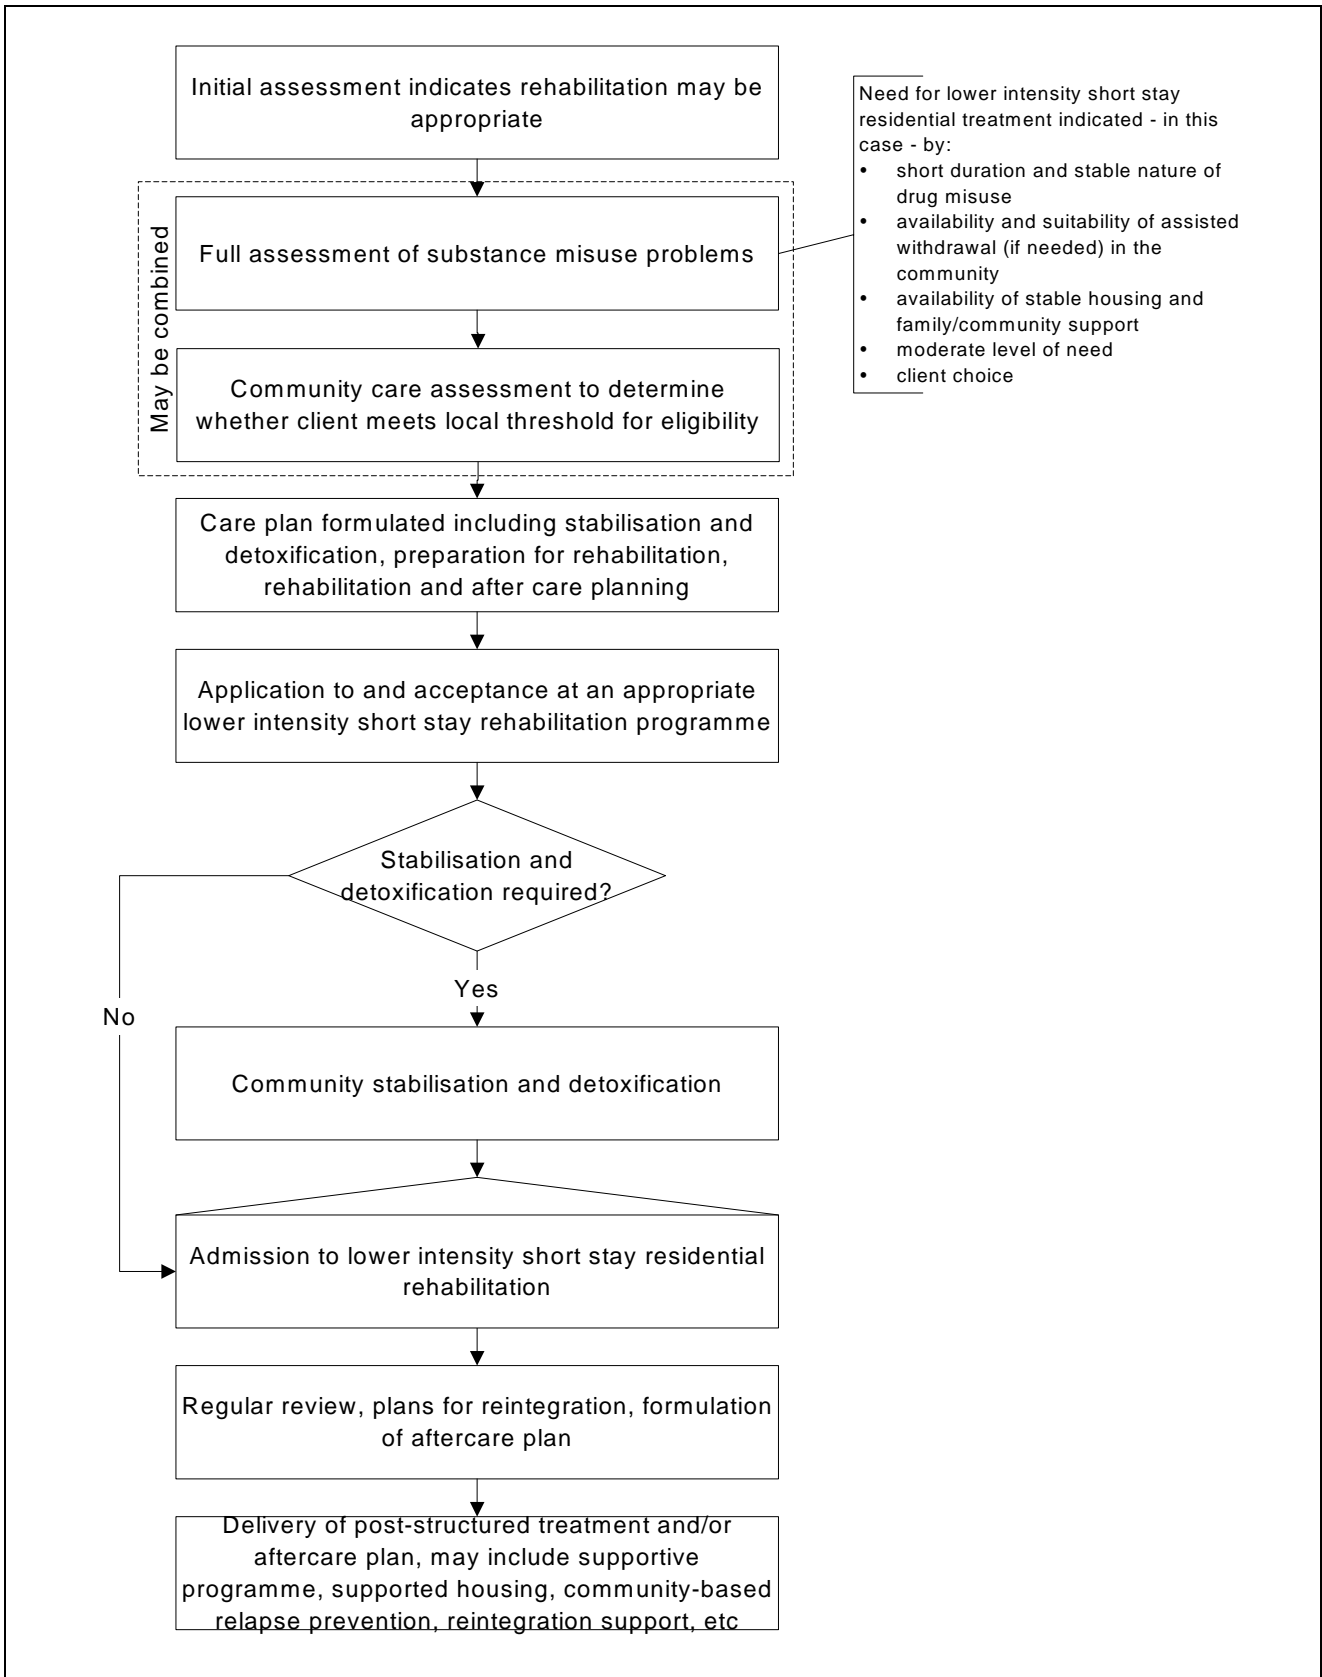 Initial assessment indicates rehabilitation may be
appropriate
Need for lower intensity short stay
residential treatment indicated - in this
case - by:
• short duration and stable nature of
drug misuse
• availability and suitability of assisted
withdrawal (if needed) in the
community
• availability of stable housing and
family/community support
• moderate level of need
• client choice
May be combined
Full assessment of substance misuse problems
Community care assessment to determine
whether client meets local threshold for eligibility
Care plan formulated including stabilisation and
detoxification, preparation for rehabilitation,
rehabilitation and after care planning
Application to and acceptance at an appropriate
lower intensity short stay rehabilitation programme
Stabilisation and
detoxification required?
Yes
No
Community stabilisation and detoxification
Admission to lower intensity short stay residential
rehabilitation
Regular review, plans for reintegration, formulation
of aftercare plan
Delivery of post-structured treatment and/or
aftercare plan, may include supportive
programme, supported housing, community-based
relapse prevention, reintegration support, etc